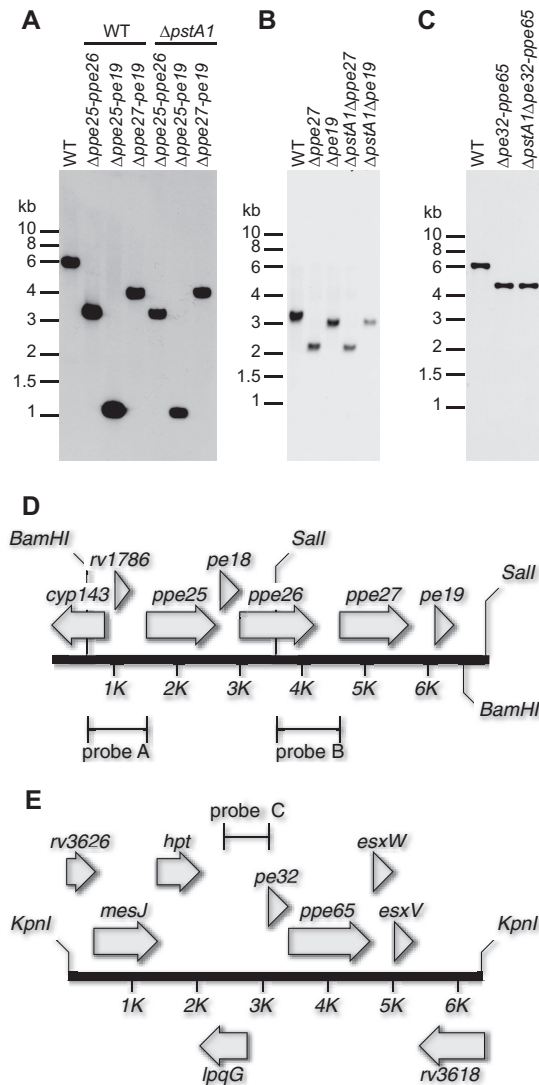 A
B
C
WT
ΔpstA1
WT
Δppe25-ppe26
Δppe25-pe19
Δppe27-pe19
Δppe25-ppe26
Δppe25-pe19
Δppe27-pe19
kb
10
8
6
4
3
2
1.5
1
WT
Δppe27
Δpe19
ΔpstA1Δppe27
ΔpstA1Δpe19
kb
10
8
6
4
3
2
1.5
1
WT
Δpe32-ppe65
ΔpstA1Δpe32-ppe65
kb
10
8
6
4
3
2
1.5
1
D
BamHI
rv1786
pe18
SalI
SalI
cyp143
ppe25
ppe26
ppe27
pe19
1K 2K 3K 4K 5K 6K
BamHI
probe A
probe B
E
probe C
rv3626
hpt
esxW
pe32
mesJ
ppe65
esxV
KpnI
KpnI
1K 2K 3K 4K 5K 6K
lpqG
rv3618